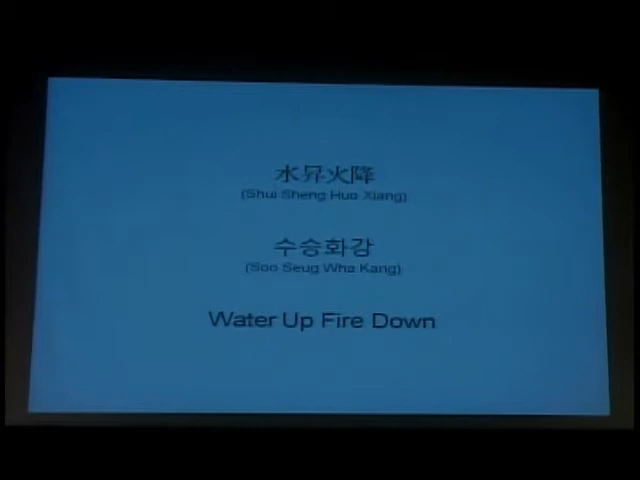 水昇火降
(Shui Sheng Huo Xiang)
수승화강
(Soo Seug Wha Kang)
Water Up Fire Down